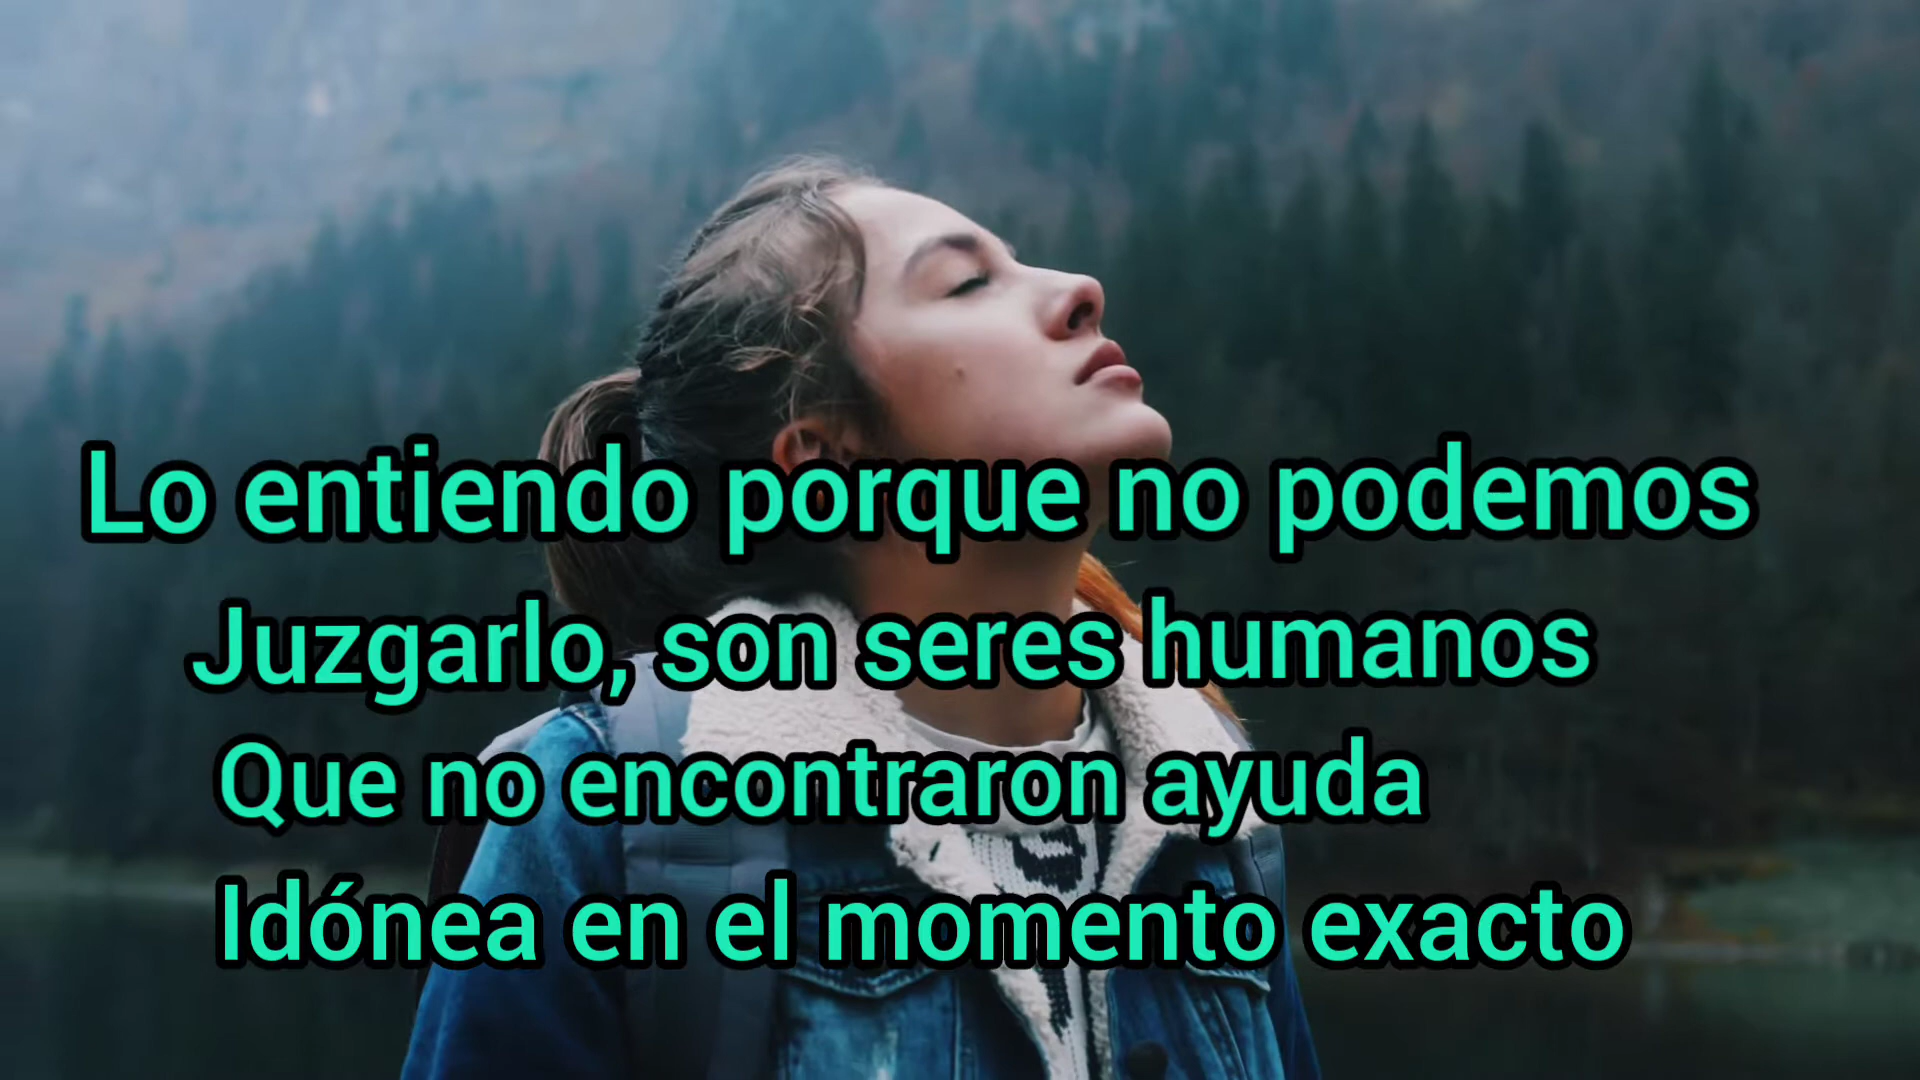 Lo entiendo porque no podemos
Juzgarlo, son seres humanos
Que no encontraron ayuda
Idónea en el momento exacto